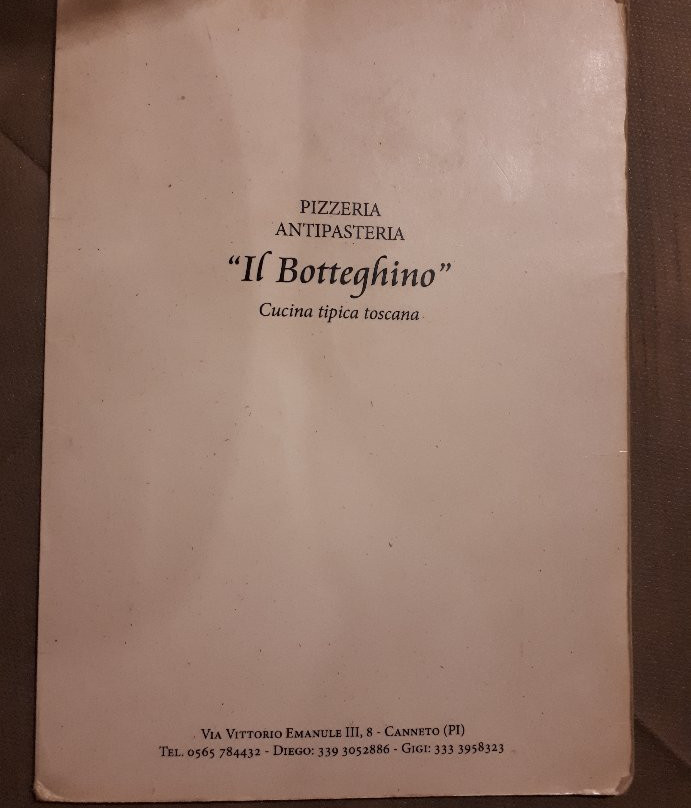 PIZZERIA
ANTIPASTERIA
“Il Botteghino”
Cucina tipica toscana
Via Vittorio Emanule III, 8 - Canneto (PI)
Tel. 0565 784432 - Diego: 339 3052886 - Gigi: 333 3958323